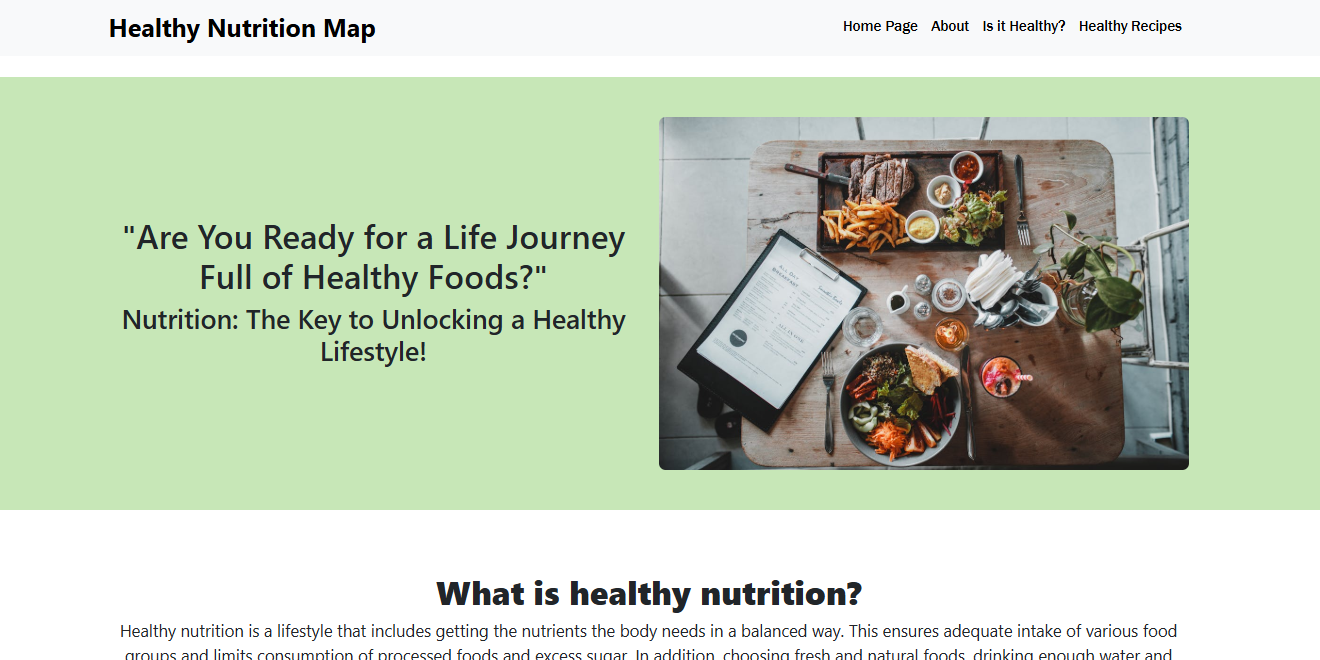 Healthy Nutrition Map
Home Page About Is it Healthy? Healthy Recipes
"Are You Ready for a Life Journey
Full of Healthy Foods?"
Nutrition: The Key to Unlocking a Healthy
Lifestyle!
ALL DAY
BREAKFAST
What is healthy nutrition?
Healthy nutrition is a lifestyle that includes getting the nutrients the body needs in a balanced way. This ensures adequate intake of various food
groups and limits consumption of processed foods and excess sugar. In addition, choosing fresh and natural foods, drinking enough water and